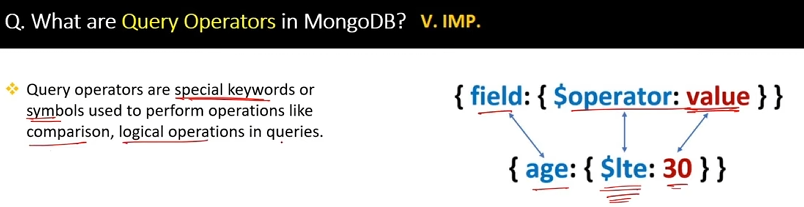 Q. What are Query Operators in MongoDB? V. IMP.
Query operators are special keywords or
symbols used to perform operations like
comparison, logical operations in queries.
{ field: { $operator: value } }
{ age: { $lte: 30 } }